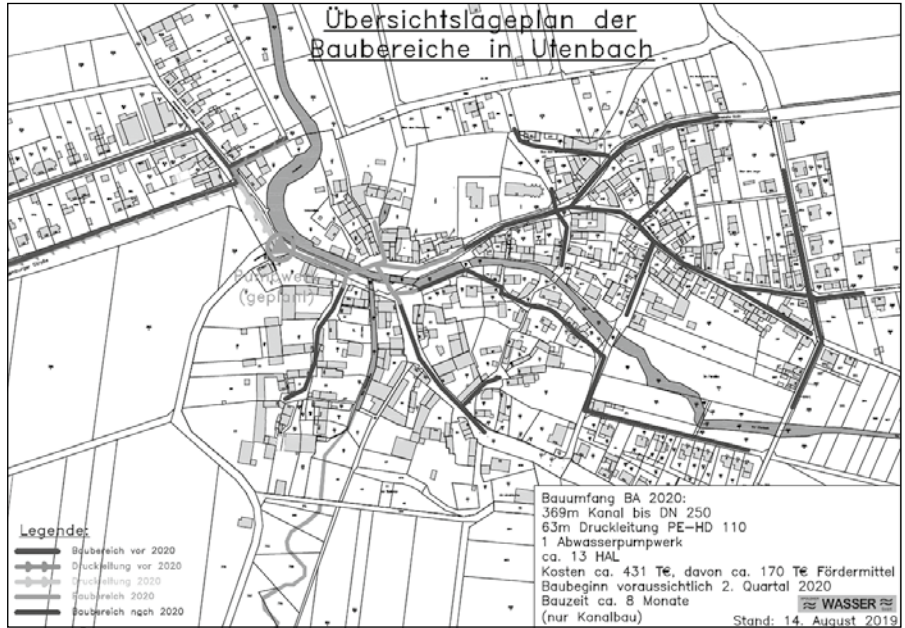 Übersichtslageplan der
Baubereiche in Utenbach
Pumpwerk
(geplant)
Straße
Legende:
Baubereich vor 2020
Druckleitung vor 2020
Druckleitung 2020
Baubereich 2020
Baubereich nach 2020
Bauumfang BA 2020:
369m Kanal bis DN 250
63m Druckleitung PE-HD 110
1 Abwasserpumpwerk
ca. 13 HAL
Kosten ca. 431 T€, davon ca. 170 T€ Fördermittel
Baubeginn voraussichtlich 2. Quartal 2020
Bauzeit ca. 8 Monate
(nur Kanalbau)
WASSER
Stand: 14. August 2019